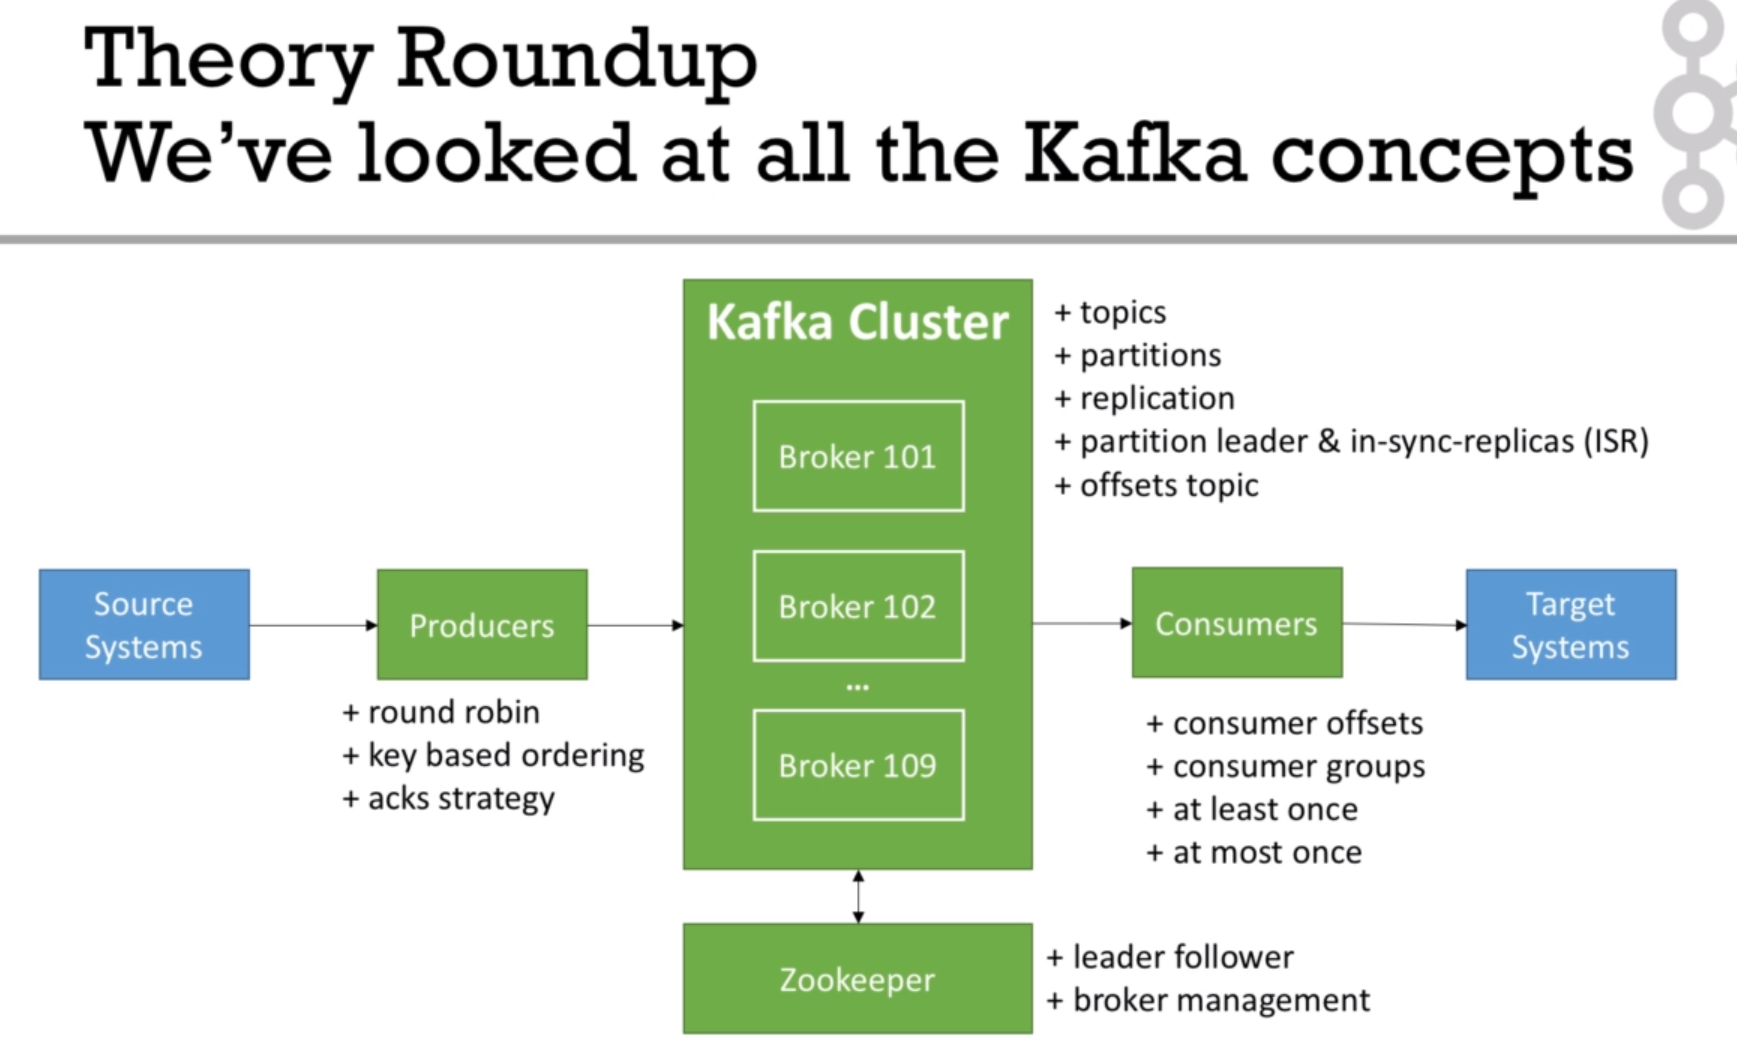 Theory Roundup
We've looked at all the Kafka concepts
Kafka Cluster
Broker 101
Broker 102
...
Broker 109
+ topics
+ partitions
+ replication
+ partition leader & in-sync-replicas (ISR)
+ offsets topic
Source
Systems
Producers
+ round robin
+ key based ordering
+ acks strategy
Consumers
+ consumer offsets
+ consumer groups
+ at least once
+ at most once
Target
Systems
Zookeeper
+ leader follower
+ broker management